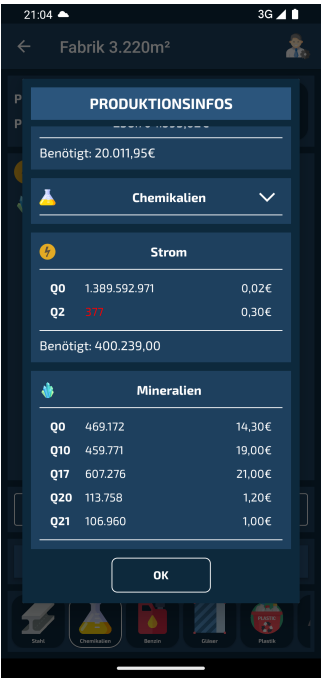 21:04 3G
Fabrik 3.220m²
P
P
PRODUKTIONSINFOS
Benötigt: 20.011,95€
Chemikalien
Strom
Q0 1.389.592.971 0,02€
Q2 377 0,30€
Benötigt: 400.239,00
Mineralien
Q0 469.172 14,30€
Q10 459.771 19,00€
Q17 607.276 21,00€
Q20 113.758 1,20€
Q21 106.960 1,00€
OK
Stahl Chemikalien Benzin Gläser Plastik